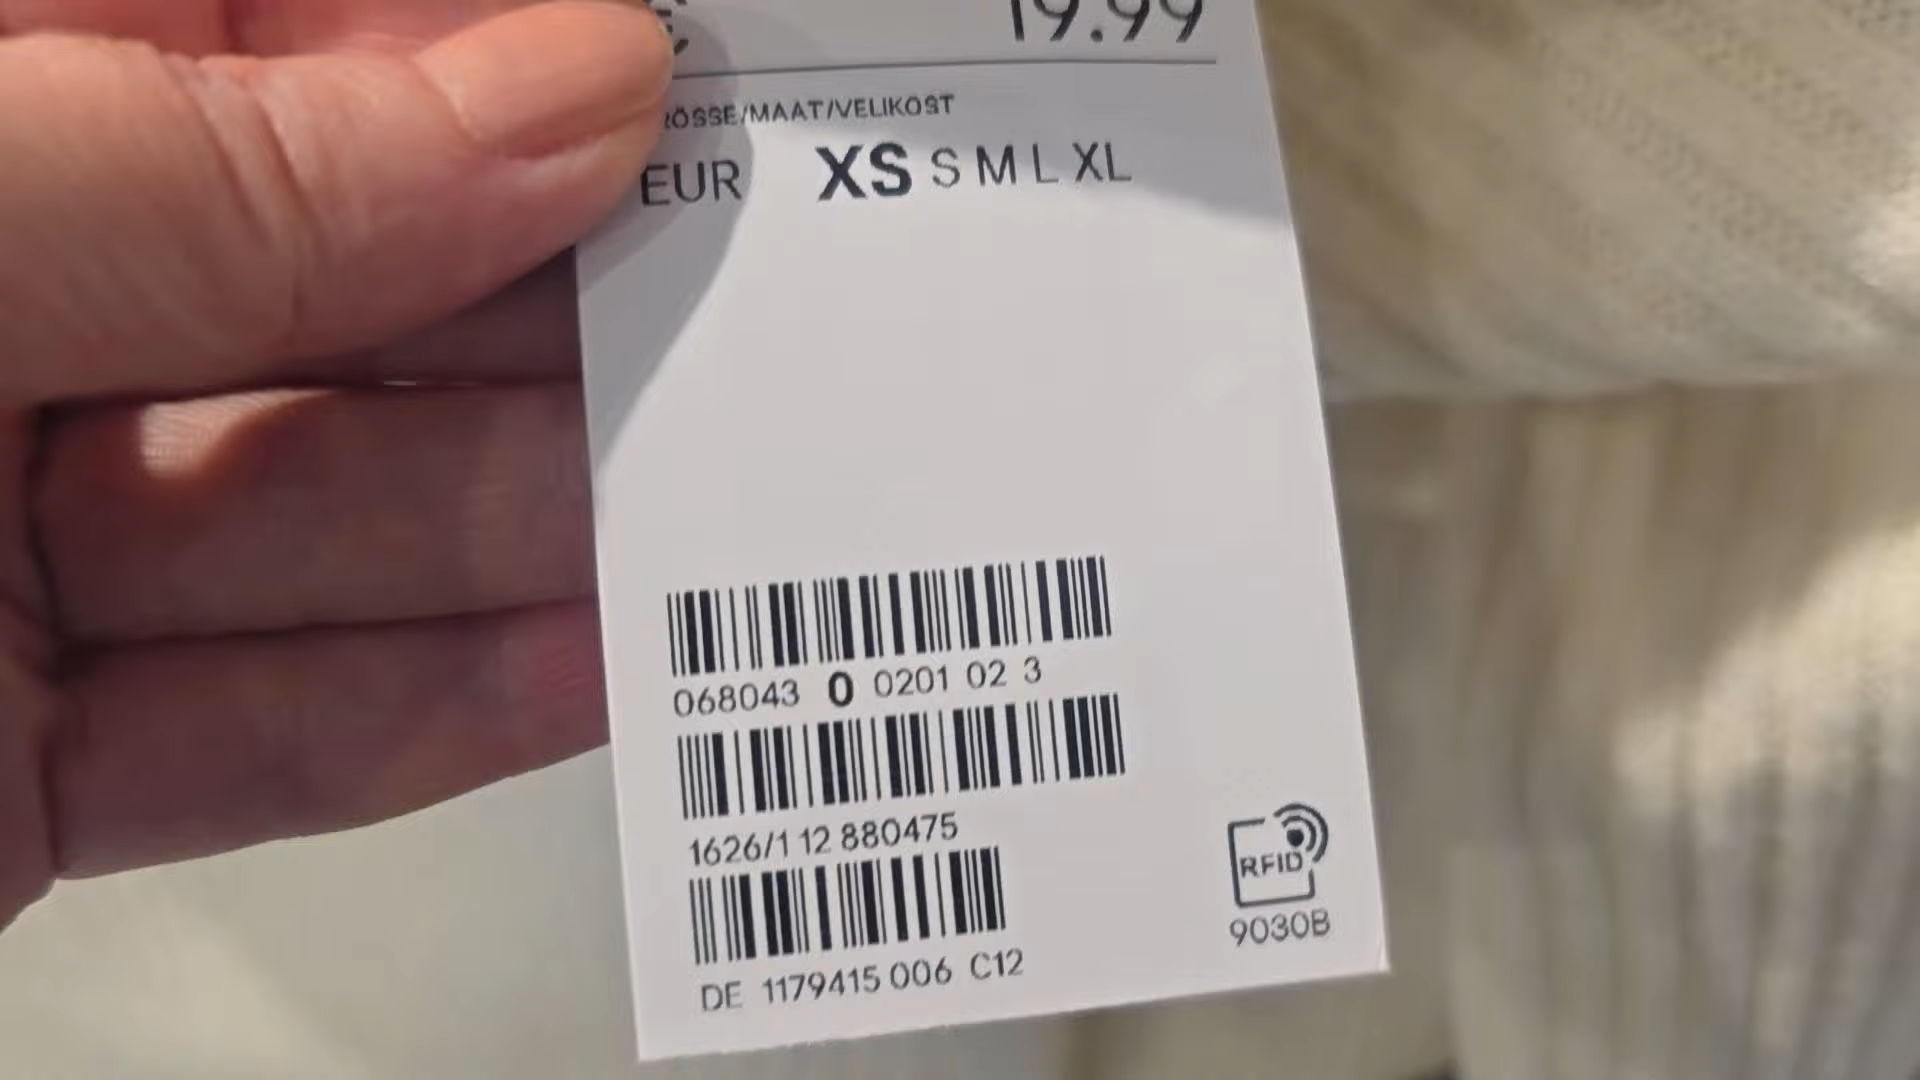 € 19.99
RÖSSE/MAAT/VELIKOST
EUR XS S M L XL
068043 0 0201 02 3
1626/1 12 880475
RFID
9030B
DE 1179415 006 C12